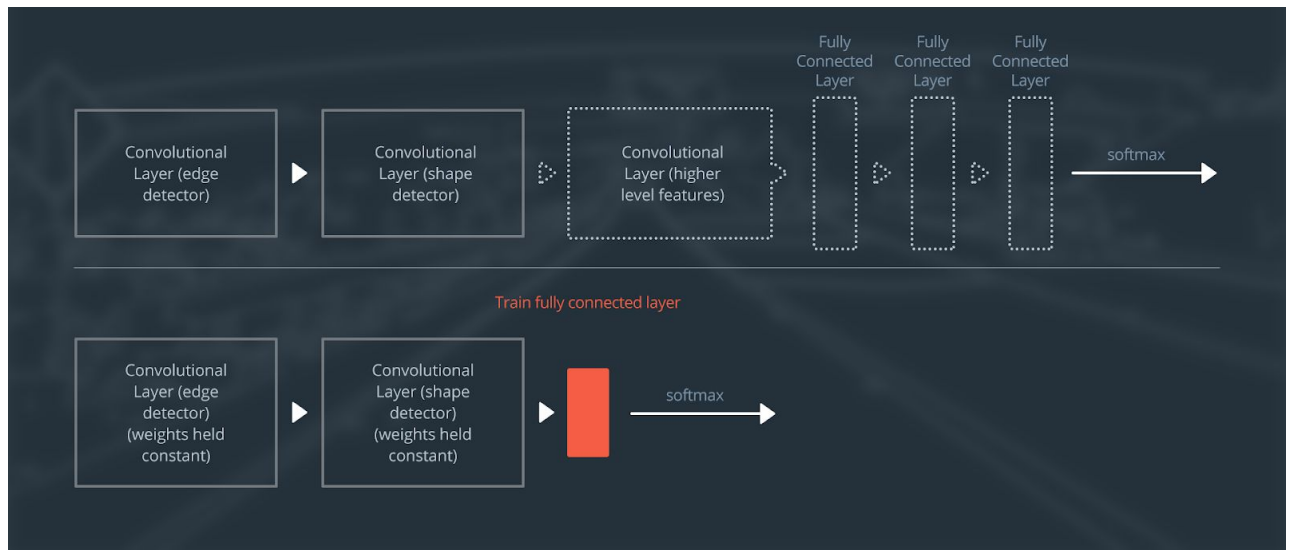 Fully
Connected
Layer
Fully
Connected
Layer
Fully
Connected
Layer
Convolutional
Layer (edge
detector)
Convolutional
Layer (shape
detector)
Convolutional
Layer (higher
level features)
softmax
Train fully connected layer
Convolutional
Layer (edge
detector)
(weights held
constant)
Convolutional
Layer (shape
detector)
(weights held
constant)
softmax